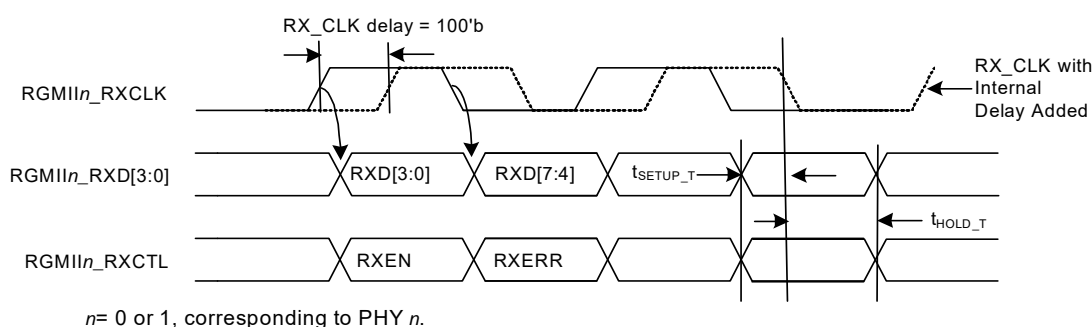 RX_CLK delay = 100'b
RGMIIn_RXCLK
RX_CLK with
Internal
Delay Added
RGMIIn_RXD[3:0]
RXD[3:0]
RXD[7:4]
tSETUP_T
tHOLD_T
RGMIIn_RXCTL
RXEN
RXERR
n= 0 or 1, corresponding to PHY n.